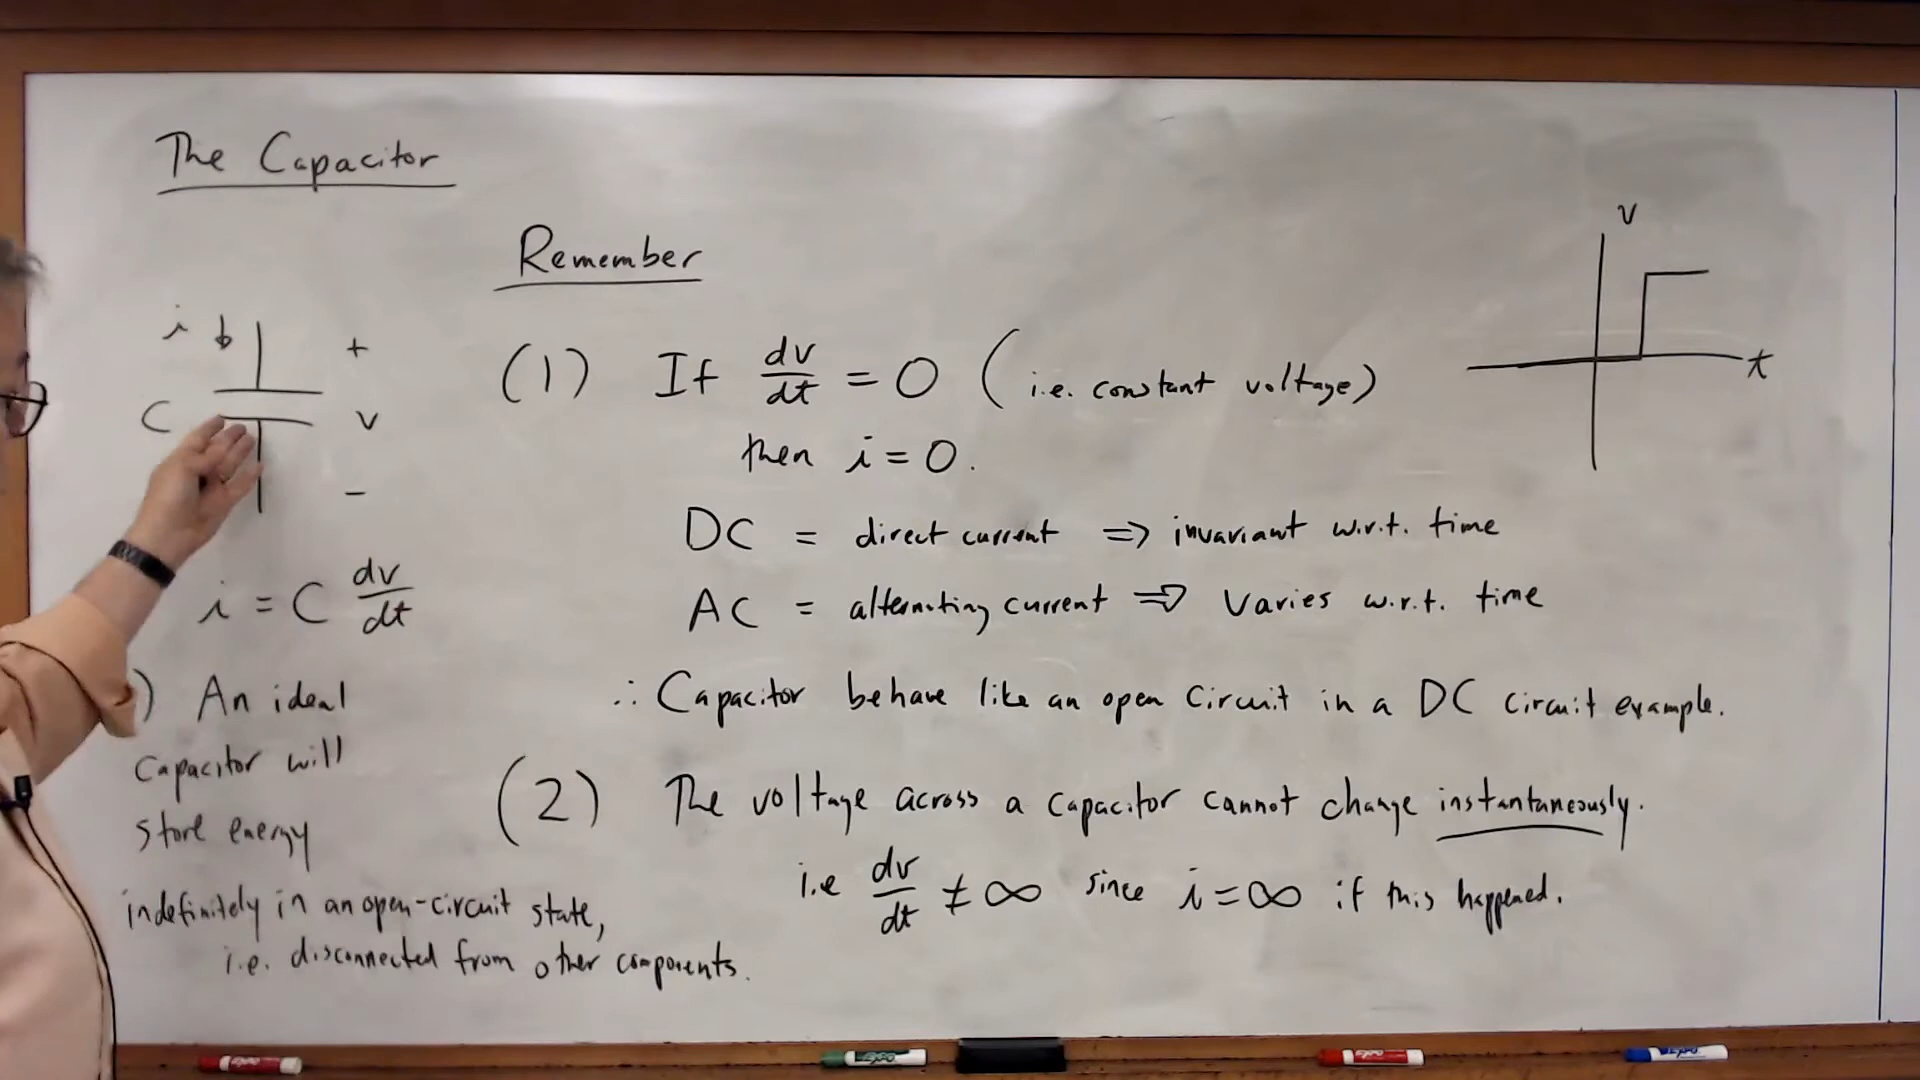 The Capacitor
Remember
i
+
C
v
-
i = C dv/dt
(1) If dv/dt = 0 (i.e. constant voltage)
then i = 0.
DC = direct current => invariant w.r.t. time
AC = alternating current => varies w.r.t. time
∴ Capacitor behave like an open circuit in a DC circuit example.
(2) The voltage across a capacitor cannot change instantaneously.
i.e dv/dt ≠ ∞ since i = ∞ if this happened.
) An ideal
capacitor will
store energy
indefinitely in an open-circuit state,
i.e. disconnected from other components.
v
t